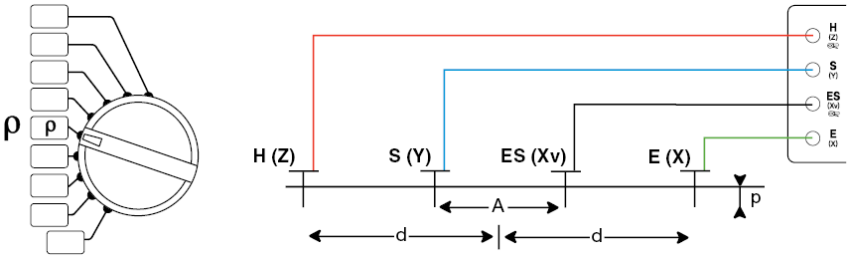 ρ
ρ
H (Z)
S (Y)
ES (Xv)
E (X)
A
d
d
p
H
(Z)
S
(Y)
ES
(Xv)
E
(X)